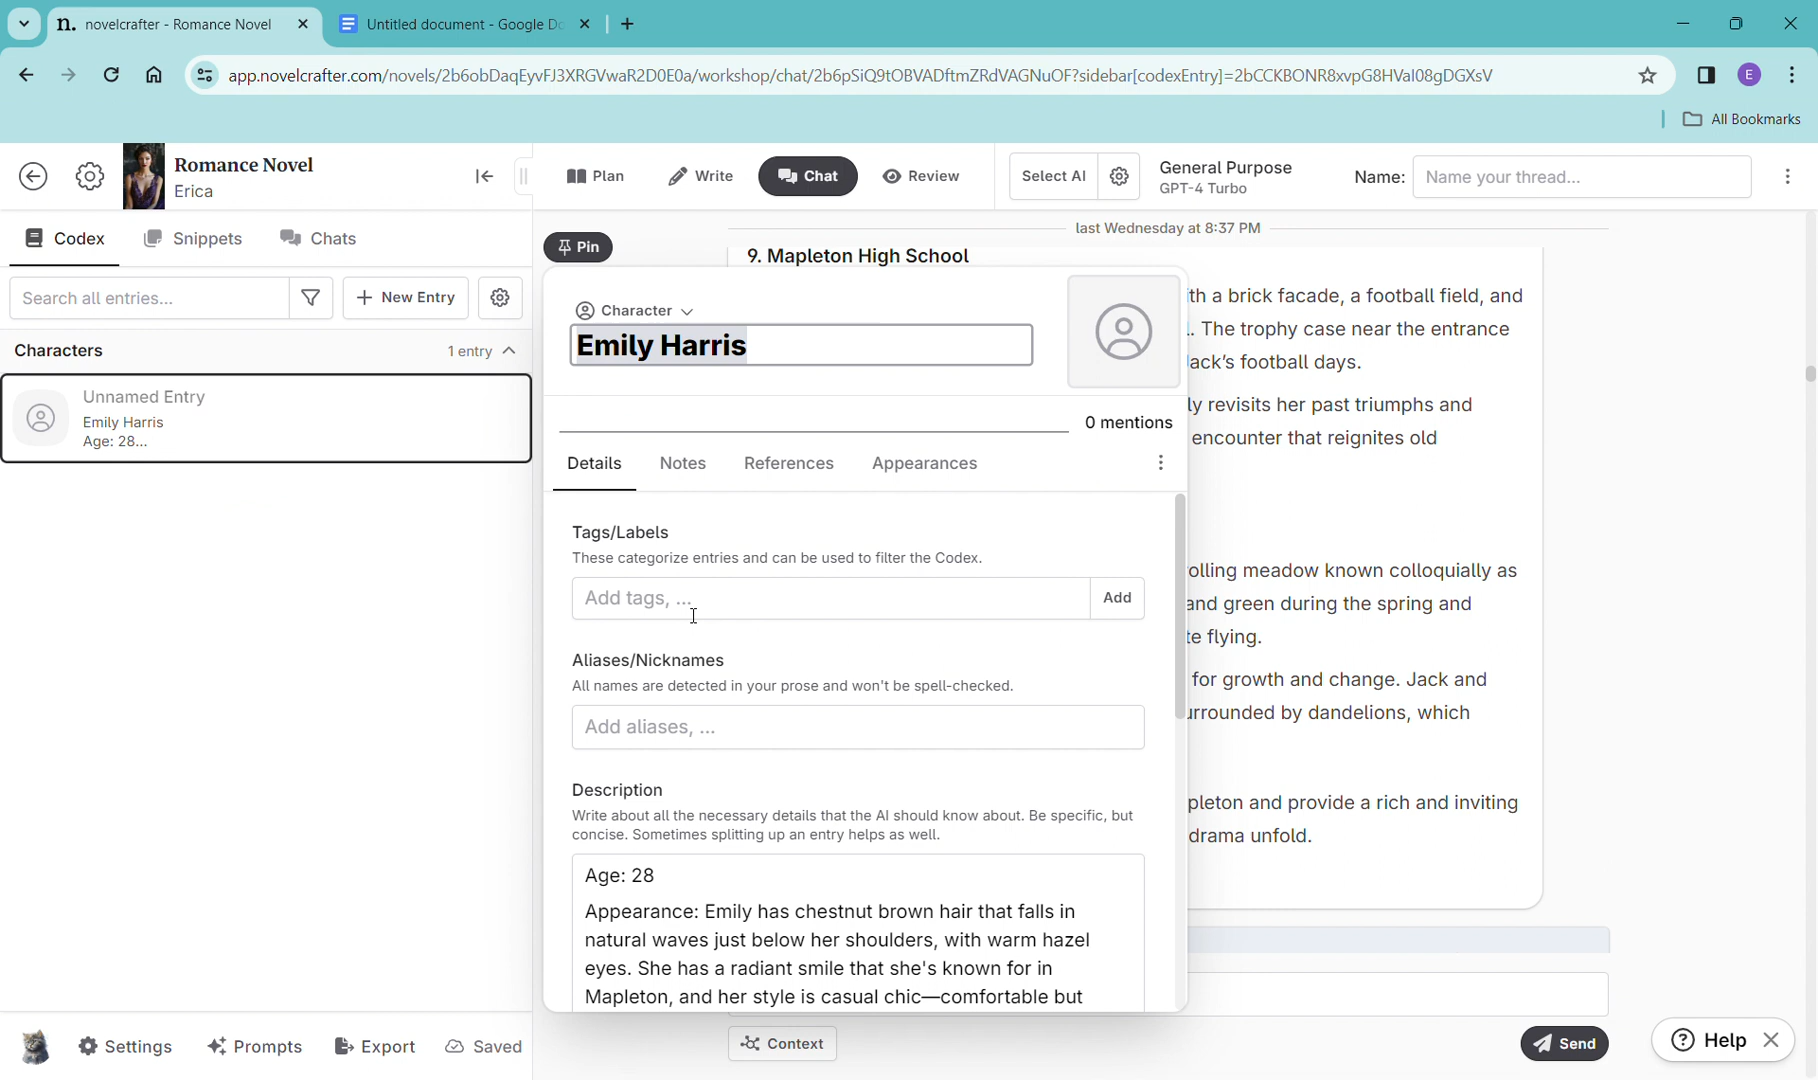 novelcrafter - Romance Novel
Untitled document - Google Do
app.novelcrafter.com/novels/2b6obDaqEyvFJ3XRGVwaR2D0E0a/workshop/chat/2b6pSiQ9tOBVADftmZRdVAGNuOF?sidebar[codexEntry]=2bCCKBONR8xvpG8HVal08gDGXsV
E
All Bookmarks
Romance Novel
Erica
Plan
Write
Chat
Review
Select AI
General Purpose
GPT-4 Turbo
Name: Name your thread...
Codex
Snippets
Chats
last Wednesday at 8:37 PM
Pin
9. Mapleton High School
Search all entries...
New Entry
Characters
1 entry
Unnamed Entry
Emily Harris
Age: 28...
Character
Emily Harris
0 mentions
Details
Notes
References
Appearances
Tags/Labels
These categorize entries and can be used to filter the Codex.
Add tags, ...
Add
Aliases/Nicknames
All names are detected in your prose and won't be spell-checked.
Add aliases, ...
Description
Write about all the necessary details that the AI should know about. Be specific, but
concise. Sometimes splitting up an entry helps as well.
Age: 28
Appearance: Emily has chestnut brown hair that falls in
natural waves just below her shoulders, with warm hazel
eyes. She has a radiant smile that she's known for in
Mapleton, and her style is casual chic—comfortable but
ith a brick facade, a football field, and
. The trophy case near the entrance
Jack's football days.
ly revisits her past triumphs and
encounter that reignites old
rolling meadow known colloquially as
and green during the spring and
te flying.
for growth and change. Jack and
urrounded by dandelions, which
pleton and provide a rich and inviting
drama unfold.
Settings
Prompts
Export
Saved
Context
Send
Help